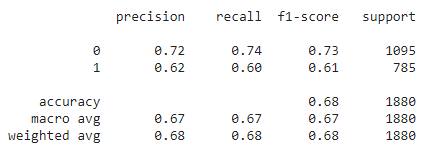 precision recall f1-score support
0 0.72 0.74 0.73 1095
1 0.62 0.60 0.61 785
accuracy 0.68 1880
macro avg 0.67 0.67 0.67 1880
weighted avg 0.68 0.68 0.68 1880